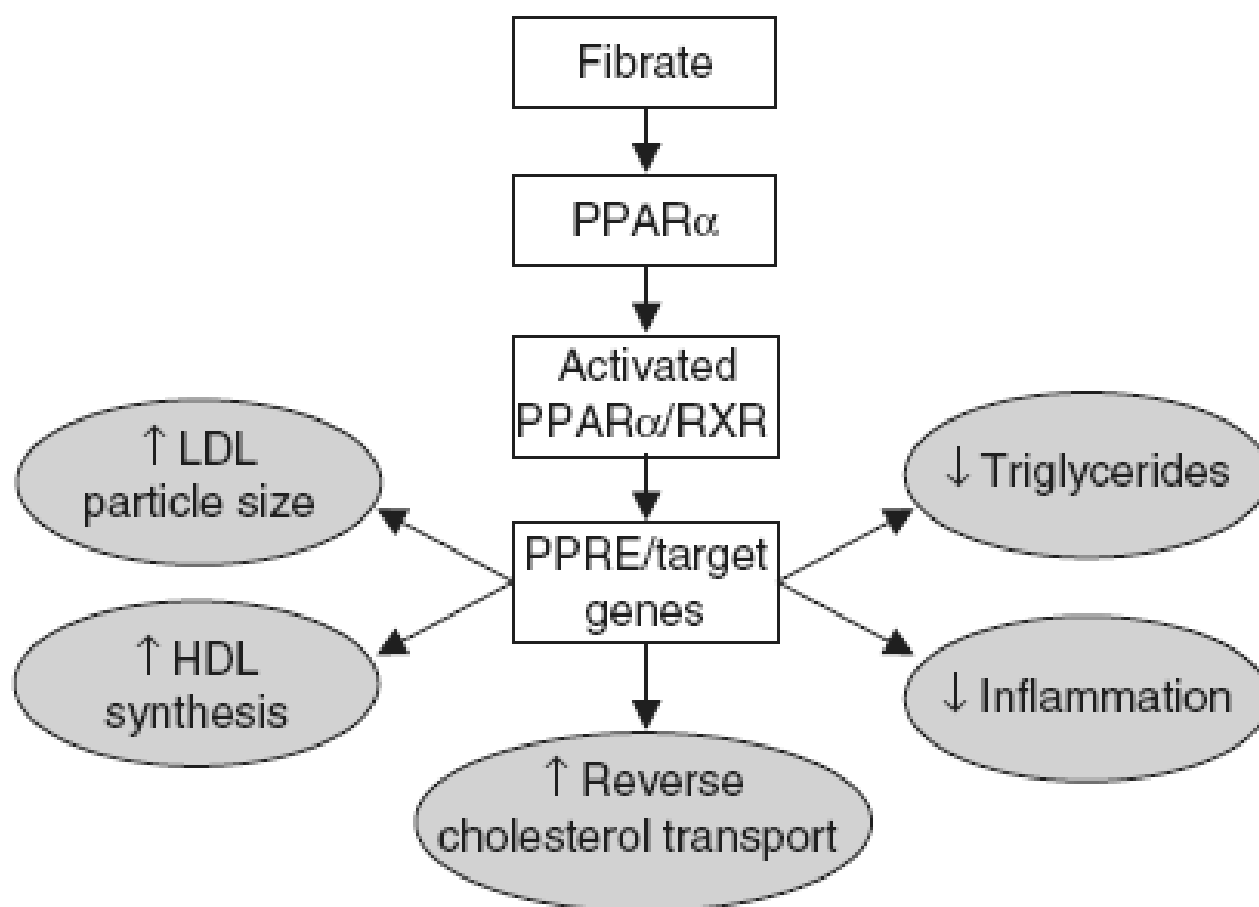 Fibrate
PPARα
Activated
PPARα/RXR
↑ LDL
particle size
↓ Triglycerides
PPRE/target
genes
↑ HDL
synthesis
↓ Inflammation
↑ Reverse
cholesterol transport